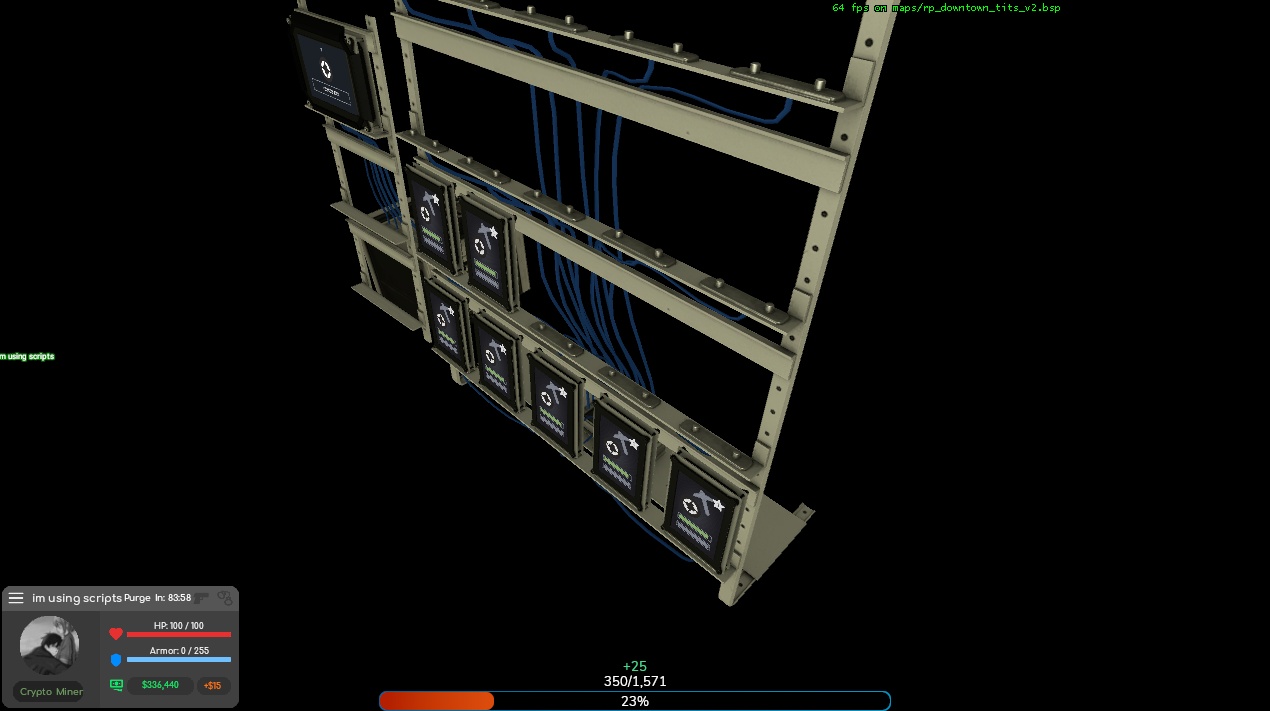 64 fps on maps/rp_downtown_tits_v2.bsp
m using scripts
im using scripts Purge In: 83:58
HP: 100 / 100
Armor: 0 / 255
$336,440 +$15
Crypto Miner
+25
350/1,571
23%